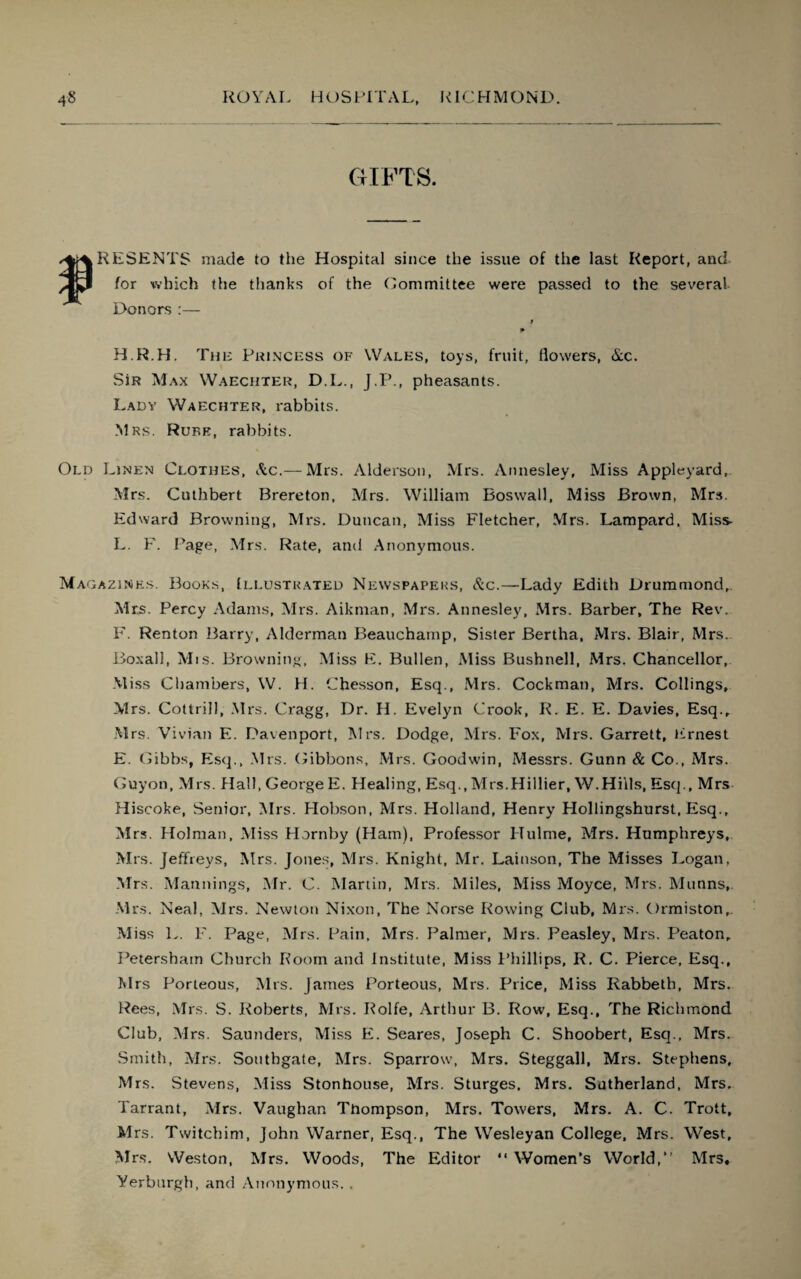 48 ROYAL HOSPITAL, RICHMOND.
GIFTS.
PRESENTS made to the Hospital since the issue of the last Report, and
for which the thanks of the Committee were passed to the several
Donors :—
H.R.H. The Princess of Wales, toys, fruit, flowers, &c.
Sir Max Waechter, D.L., J.P., pheasants.
Lady Waechter, rabbits.
Mrs. Rube, rabbits.
Old Linen Clothes, &c.—Mrs. Alderson, Mrs. Annesley, Miss Appleyard,
Mrs. Cuthbert Brereton, Mrs. William Boswall, Miss Brown, Mrs.
Edward Browning, Mrs. Duncan, Miss Fletcher, Mrs. Lampard, Miss
L. F. Page, Mrs. Rate, and Anonymous.
Magazines, Books, Illustrated Newspapers, &c.—Lady Edith Drummond,
Mrs. Percy Adams, Mrs. Aikman, Mrs. Annesley, Mrs. Barber, The Rev.
F. Renton Barry, Alderman Beauchamp, Sister Bertha, Mrs. Blair, Mrs.
Boxall, Mis. Browning, Miss E. Bullen, Miss Bushnell, Mrs. Chancellor,
Miss Chambers, W. H. Chesson, Esq., Mrs. Cockman, Mrs. Collings,
Mrs. Cottrill, Mrs. Cragg, Dr. H. Evelyn Crook, R. E. E. Davies, Esq.,
Mrs. Vivian E. Davenport, Mrs. Dodge, Mrs. Fox, Mrs. Garrett, Ernest
E. Gibbs, Esq., Mrs. Gibbons, Mrs. Goodwin, Messrs. Gunn & Co., Mrs.
Guyon, Mrs. Hall, George E. Healing, Esq., Mrs. Hillier, W. Hills, Esq., Mrs
Hiscoke, Senior, Mrs. Hobson, Mrs. Holland, Henry Hollingshurst, Esq.,
Mrs. Holman, Miss Hornby (Ham), Professor Hulme, Mrs. Humphreys,
Mrs. Jeffreys, Mrs. Jones, Mrs. Knight, Mr. Lainson, The Misses Logan,
Mrs. Mannings, Mr. C. Martin, Mrs. Miles, Miss Moyce, Mrs. Munns,
Mrs. Neal, Mrs. Newton Nixon, The Norse Rowing Club, Mrs. Ormiston,
Miss L. F. Page, Mrs. Pain, Mrs. Palmer, Mrs. Peasley, Mrs. Peaton,
Petersham Church Room and Institute, Miss Phillips, R. C. Pierce, Esq.,
Mrs Porteous, Mrs. James Porteous, Mrs. Price, Miss Rabbeth, Mrs.
Rees, Mrs. S. Roberts, Mrs. Rolfe, Arthur B. Row, Esq., The Richmond
Club, Mrs. Saunders, Miss E. Seares, Joseph C. Shoobert, Esq., Mrs.
Smith, Mrs. Southgate, Mrs. Sparrow, Mrs. Steggall, Mrs. Stephens,
Mrs. Stevens, Miss Stonhouse, Mrs. Sturges, Mrs. Sutherland, Mrs.
Tarrant, Mrs. Vaughan Thompson, Mrs. Towers, Mrs. A. C. Trott,
Mrs. Twitchim, John Warner, Esq., The Wesleyan College, Mrs. West,
Mrs. Weston, Mrs. Woods, The Editor “Women's World,” Mrs.
Yerburgh, and Anonymous.